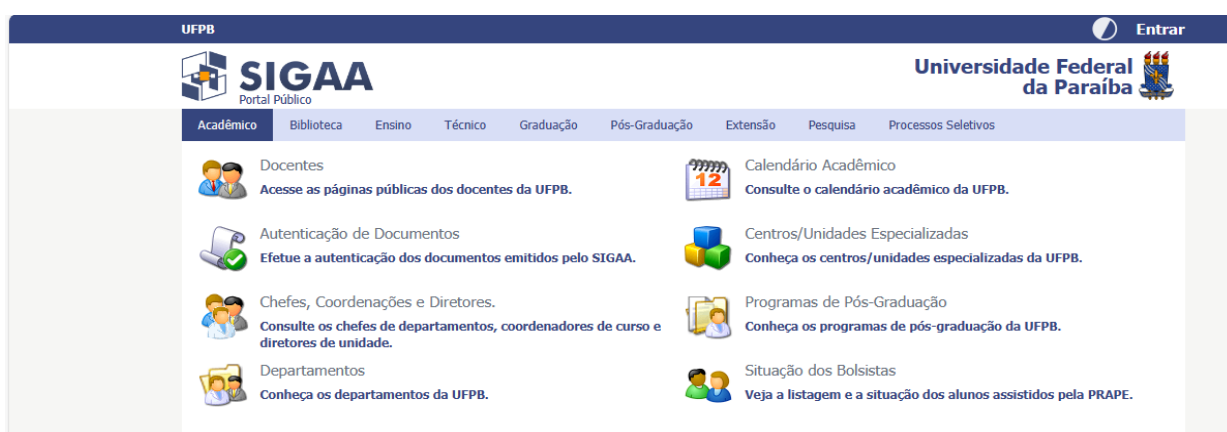 UFPB
Entrar
SIGAA
Portal Público
Universidade Federal
da Paraíba
Acadêmico Biblioteca Ensino Técnico Graduação Pós-Graduação Extensão Pesquisa Processos Seletivos
Docentes
Acesse as páginas públicas dos docentes da UFPB.
Calendário Acadêmico
12
Consulte o calendário acadêmico da UFPB.
Autenticação de Documentos
Efetue a autenticação dos documentos emitidos pelo SIGAA.
Centros/Unidades Especializadas
Conheça os centros/unidades especializadas da UFPB.
Chefes, Coordenações e Diretores.
Consulte os chefes de departamentos, coordenadores de curso e
diretores de unidade.
Programas de Pós-Graduação
Conheça os programas de pós-graduação da UFPB.
Departamentos
Conheça os departamentos da UFPB.
Situação dos Bolsistas
Veja a listagem e a situação dos alunos assistidos pela PRAPE.